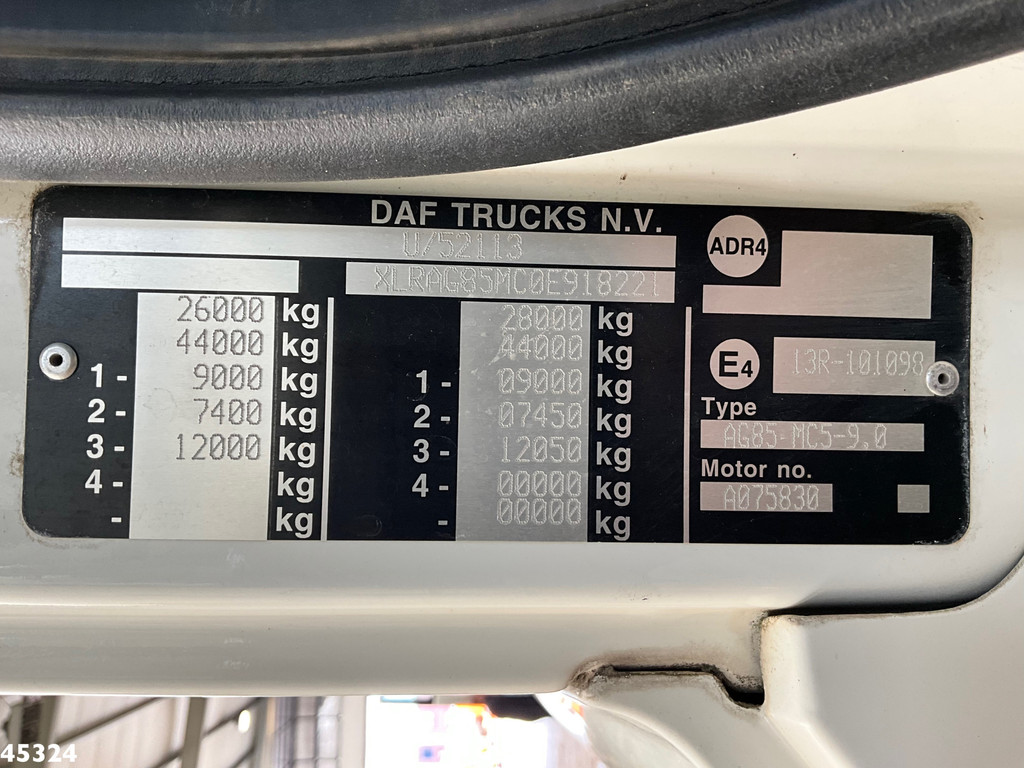 DAF TRUCKS N.V.
U/52113
XLRAG85MC0E918221
26000 kg
44000 kg
1 - 9000 kg
2 - 7400 kg
3 - 12000 kg
4 - kg
- kg
28000 kg
44000 kg
1 - 09000 kg
2 - 07450 kg
3 - 12050 kg
4 - 00000 kg
- 00000 kg
ADR4
E4 13R-101098
Type
AG85 MC5-9.0
Motor no.
A075830
45324